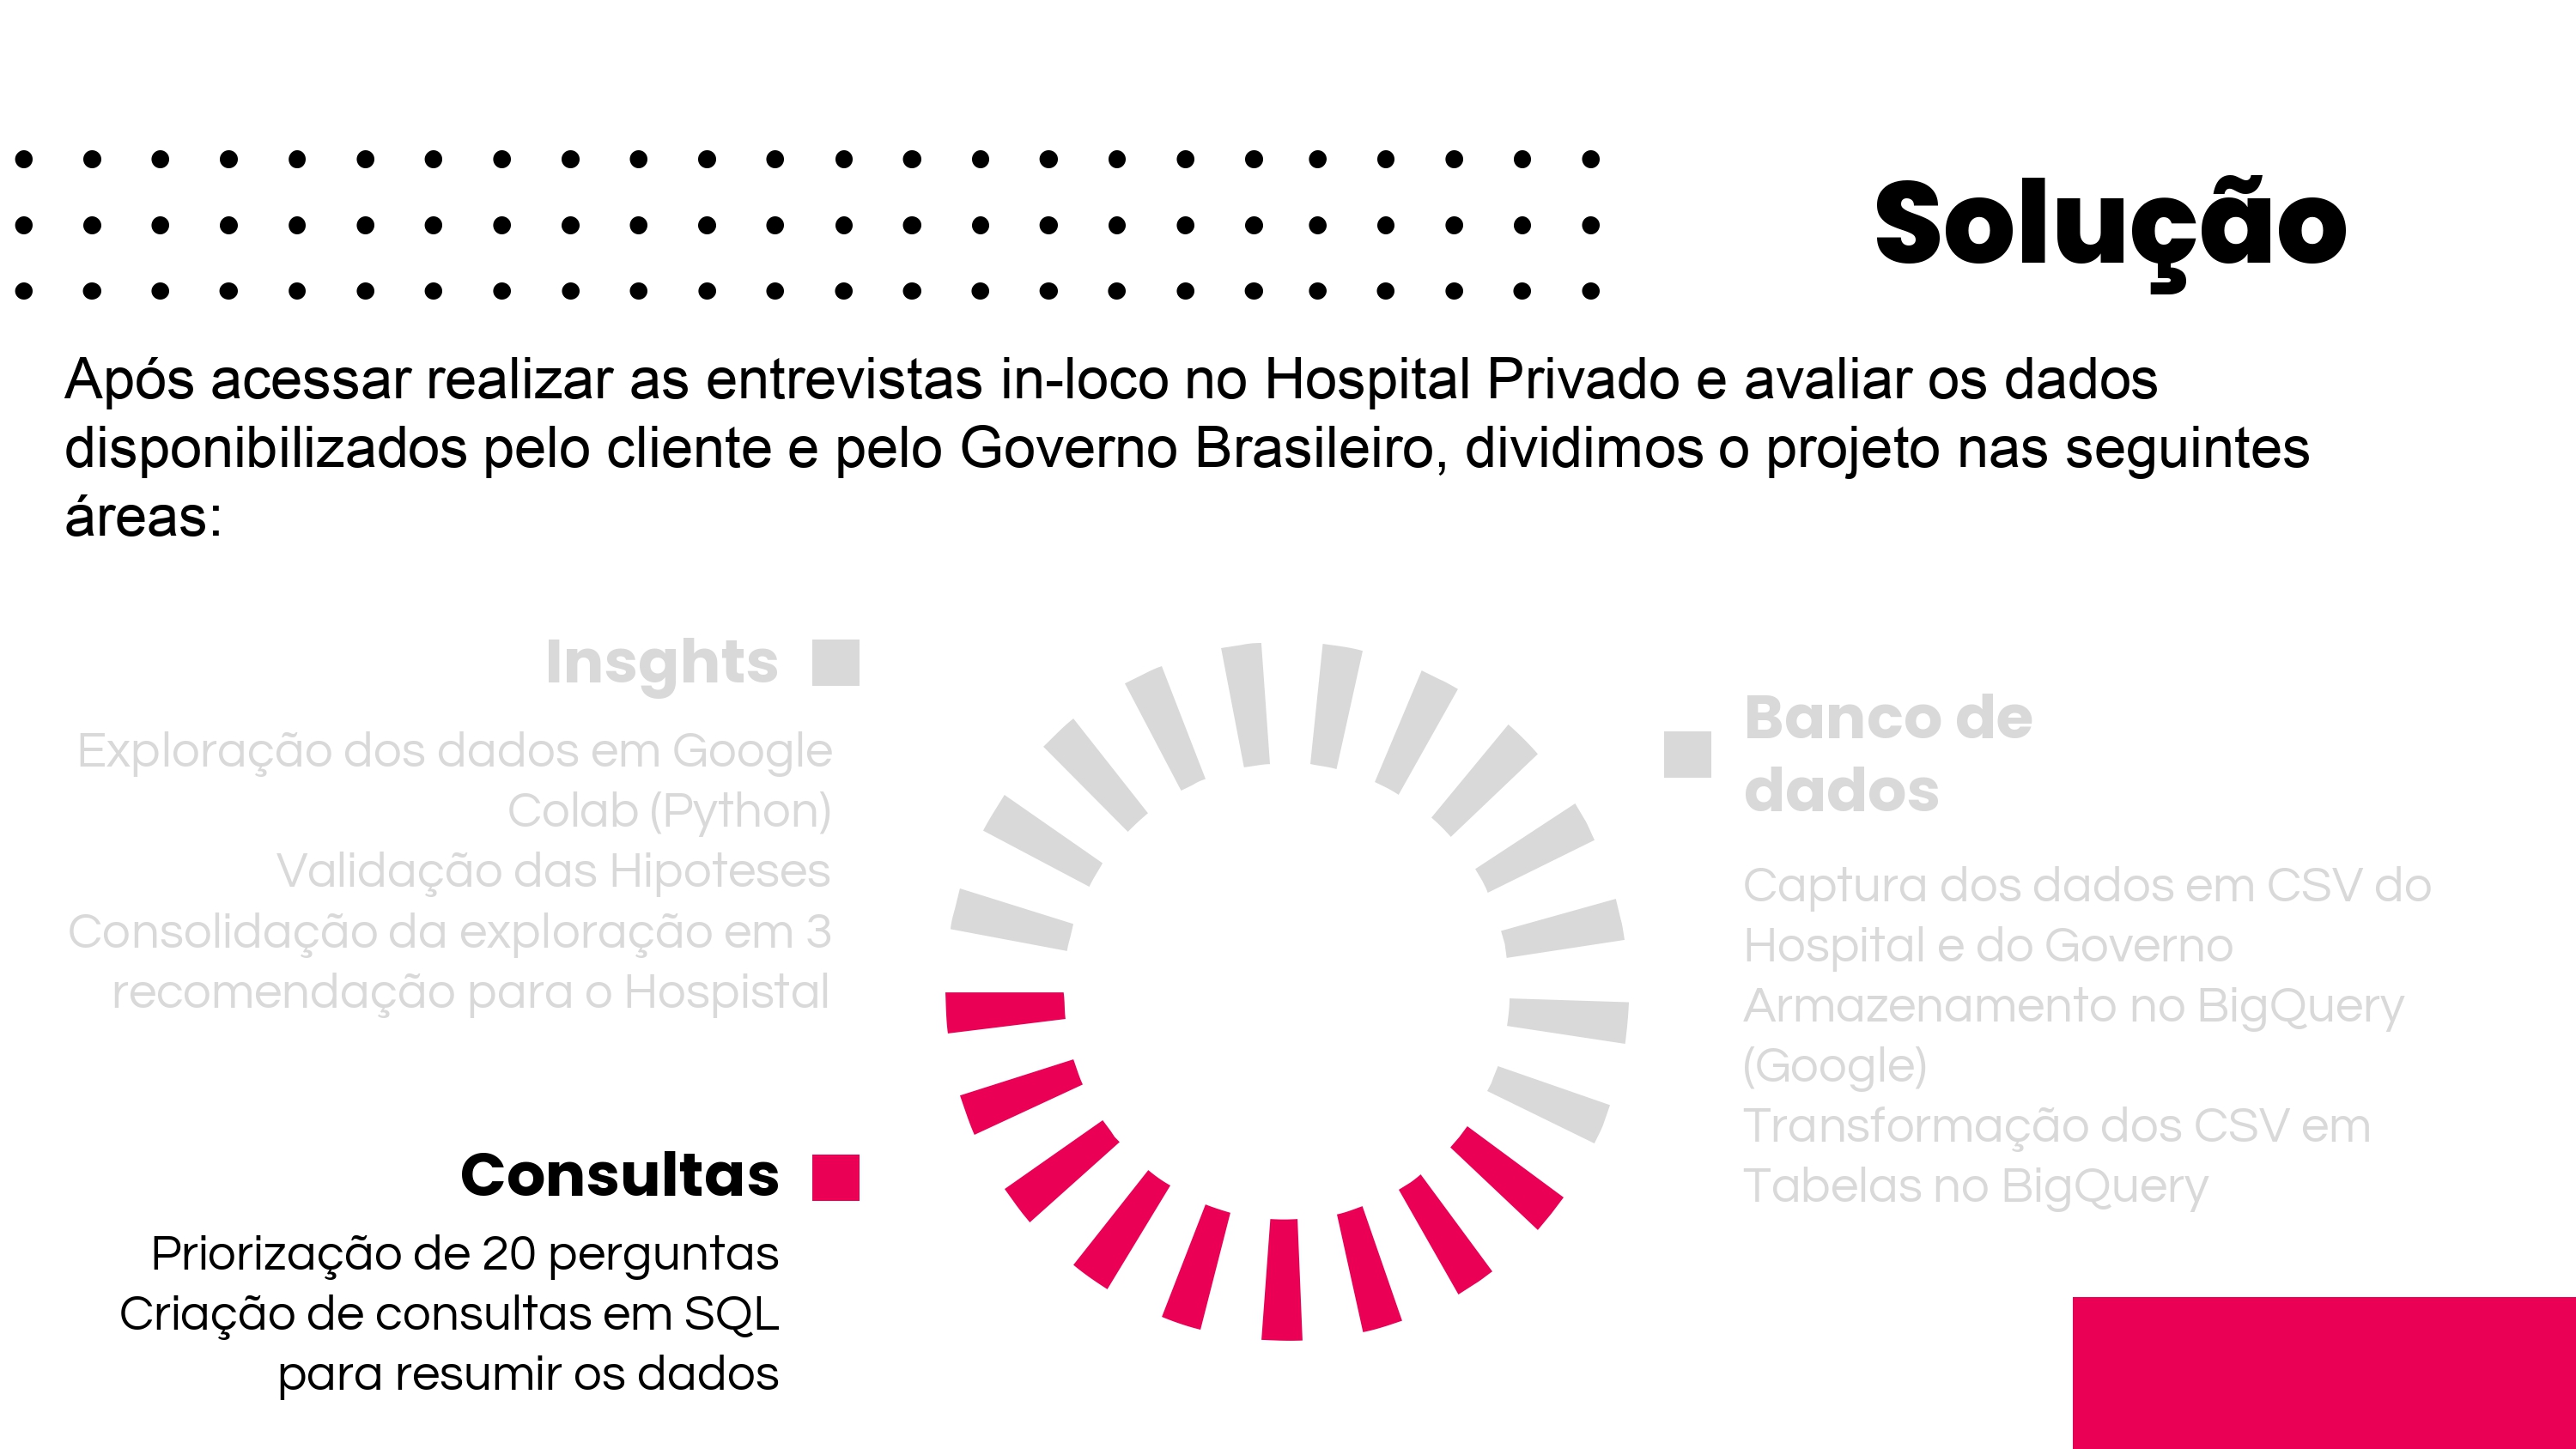 Solução
Após acessar realizar as entrevistas in-loco no Hospital Privado e avaliar os dados
disponibilizados pelo cliente e pelo Governo Brasileiro, dividimos o projeto nas seguintes
áreas:
Insghts
Exploração dos dados em Google
Colab (Python)
Validação das Hipoteses
Consolidação da exploração em 3
recomendação para o Hospistal
Banco de
dados
Captura dos dados em CSV do
Hospital e do Governo
Armazenamento no BigQuery
(Google)
Transformação dos CSV em
Tabelas no BigQuery
Consultas
Priorização de 20 perguntas
Criação de consultas em SQL
para resumir os dados